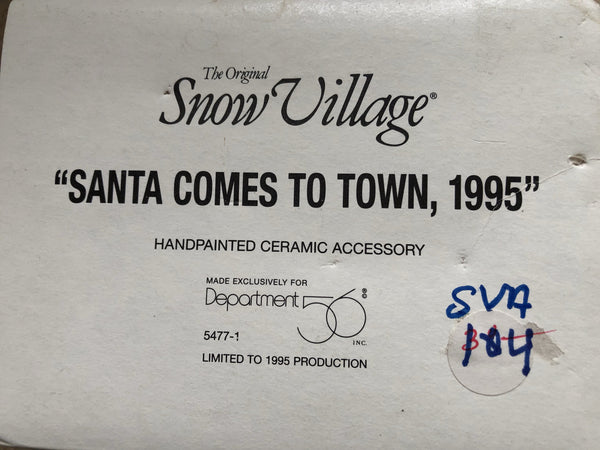 The Original
Snow Village®
"SANTA COMES TO TOWN, 1995"
HANDPAINTED CERAMIC ACCESSORY
MADE EXCLUSIVELY FOR
Department 56®
INC.
5477-1
LIMITED TO 1995 PRODUCTION
SVA
104